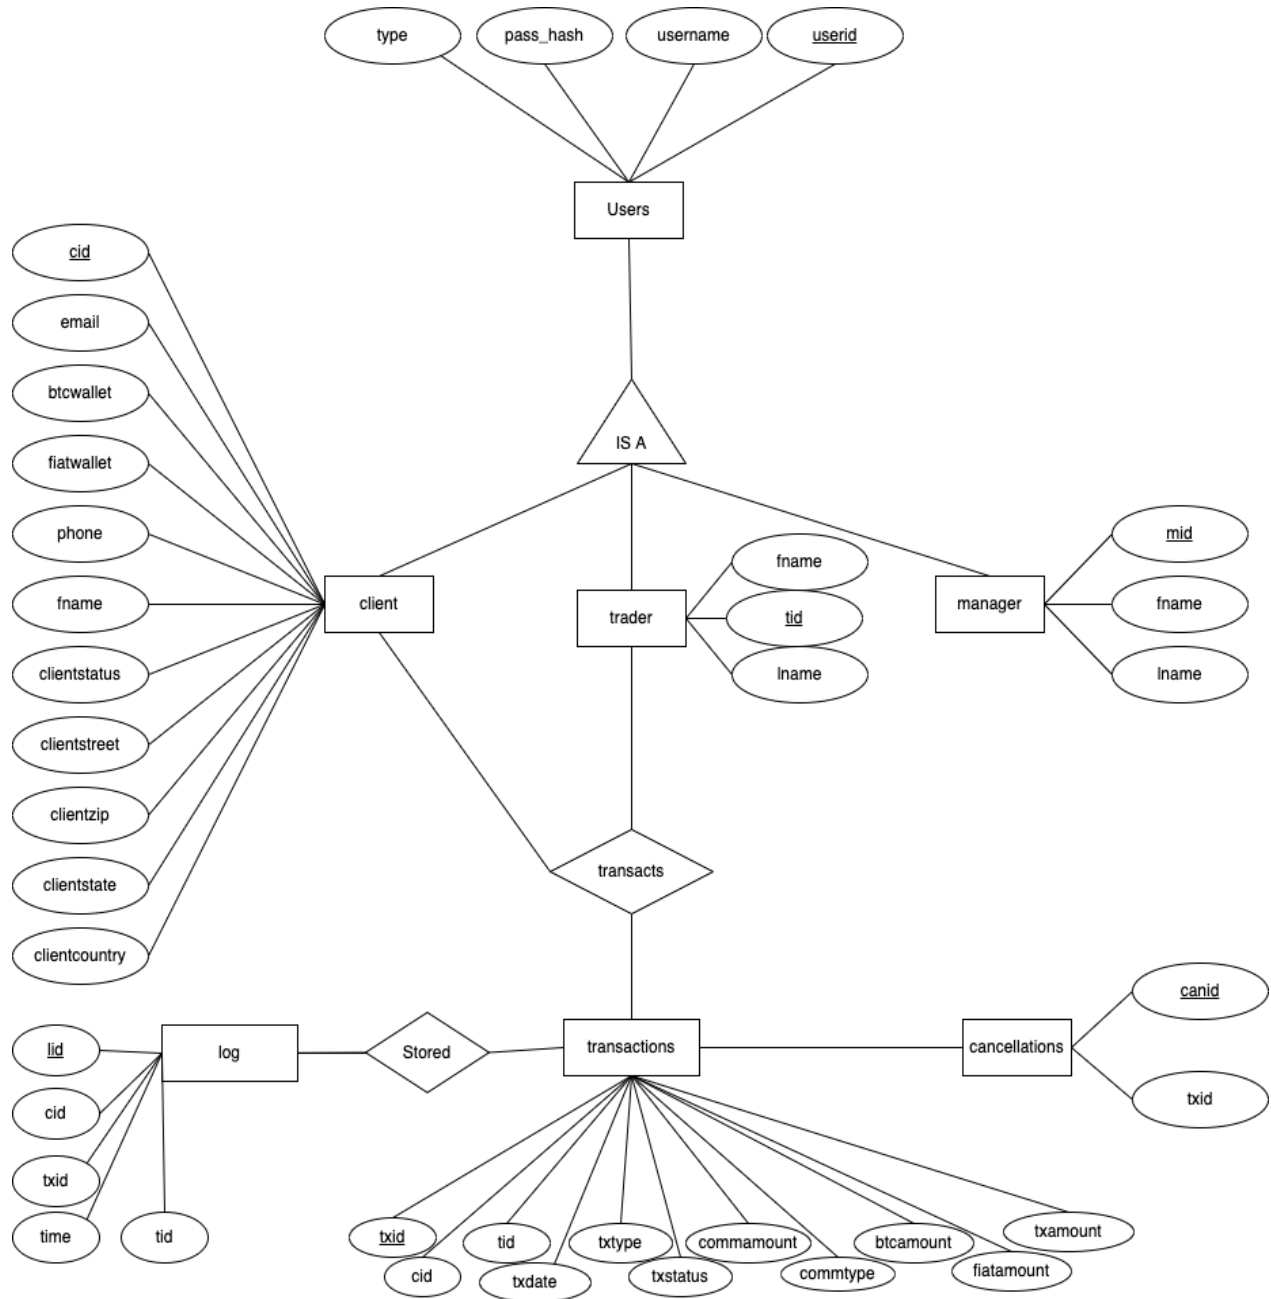 type
pass_hash
username
userid
Users
cid
email
btcwallet
fiatwallet
phone
fname
clientstatus
clientstreet
clientzip
clientstate
clientcountry
IS A
client
trader
fname
tid
lname
manager
mid
fname
lname
transacts
log
Stored
transactions
cancellations
canid
txid
lid
cid
txid
time
tid
txid
cid
tid
txdate
txtype
txstatus
commamount
commtype
btcamount
fiatamount
txamount